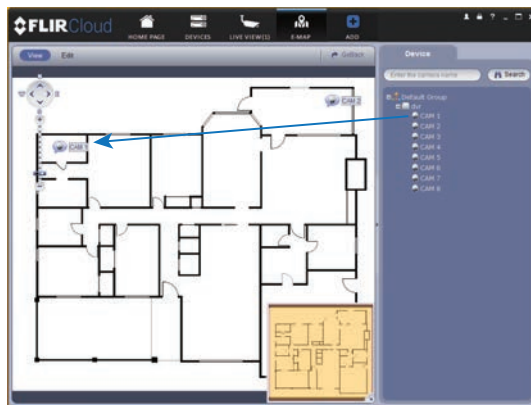 FLIR Cloud
HOME PAGE
DEVICES
LIVE VIEW(1)
E-MAP
ADD
View
Edit
Device
Enter the camera name
Search
Default Group
dvr
CAM 1
CAM 2
CAM 3
CAM 4
CAM 5
CAM 6
CAM 7
CAM 8
CAM 2
CAM